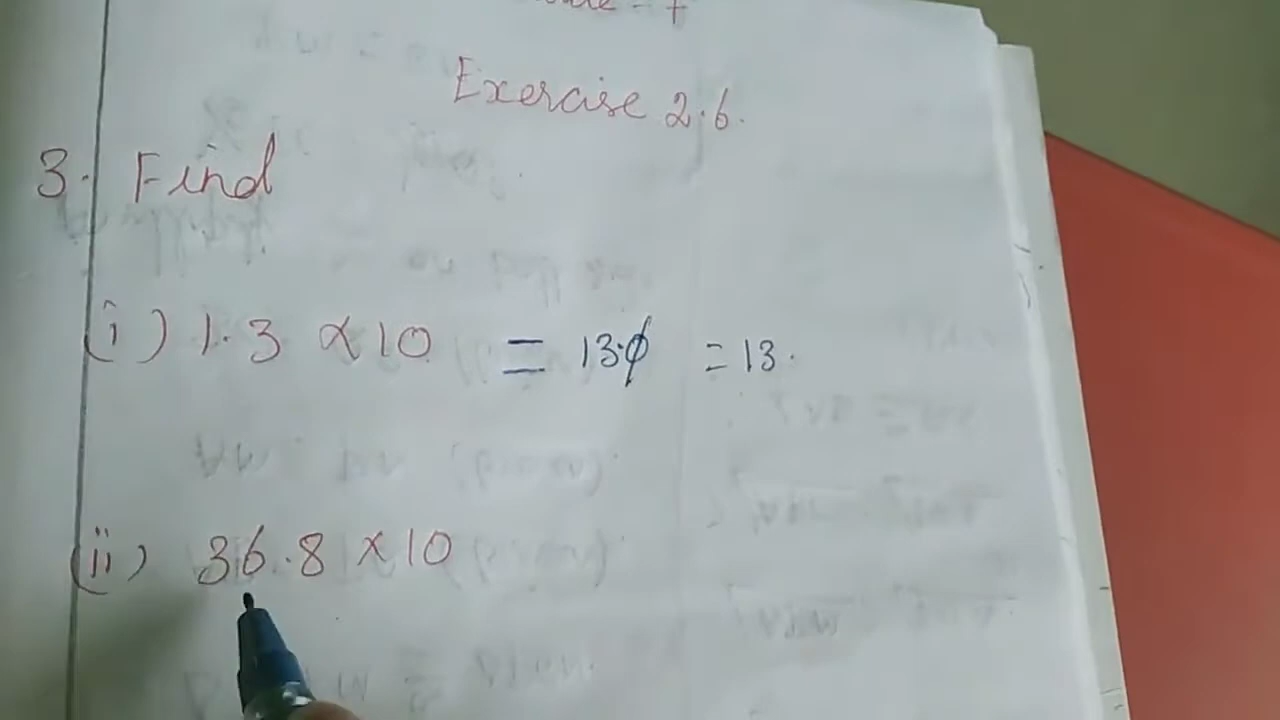 Exercise 2.6.
3. Find
(i) 1.3 x 10 = 13.0 = 13.
(ii) 36.8 x 10